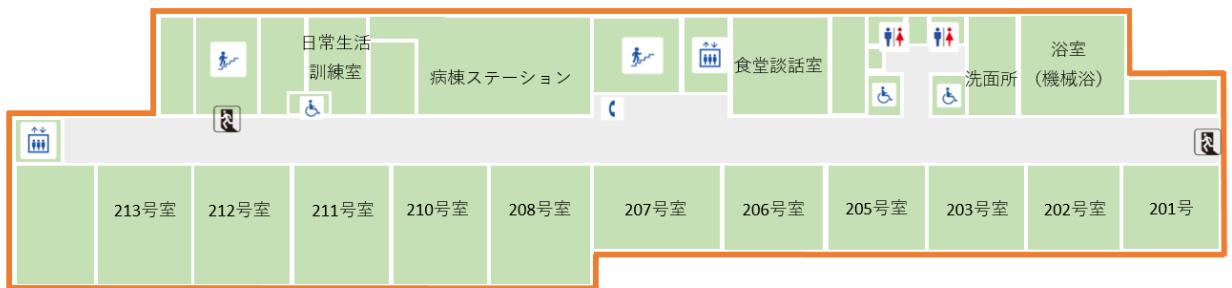 日常生活
訓練室
病棟ステーション
食堂談話室
洗面所
浴室
（機械浴）
213号室
212号室
211号室
210号室
208号室
207号室
206号室
205号室
203号室
202号室
201号